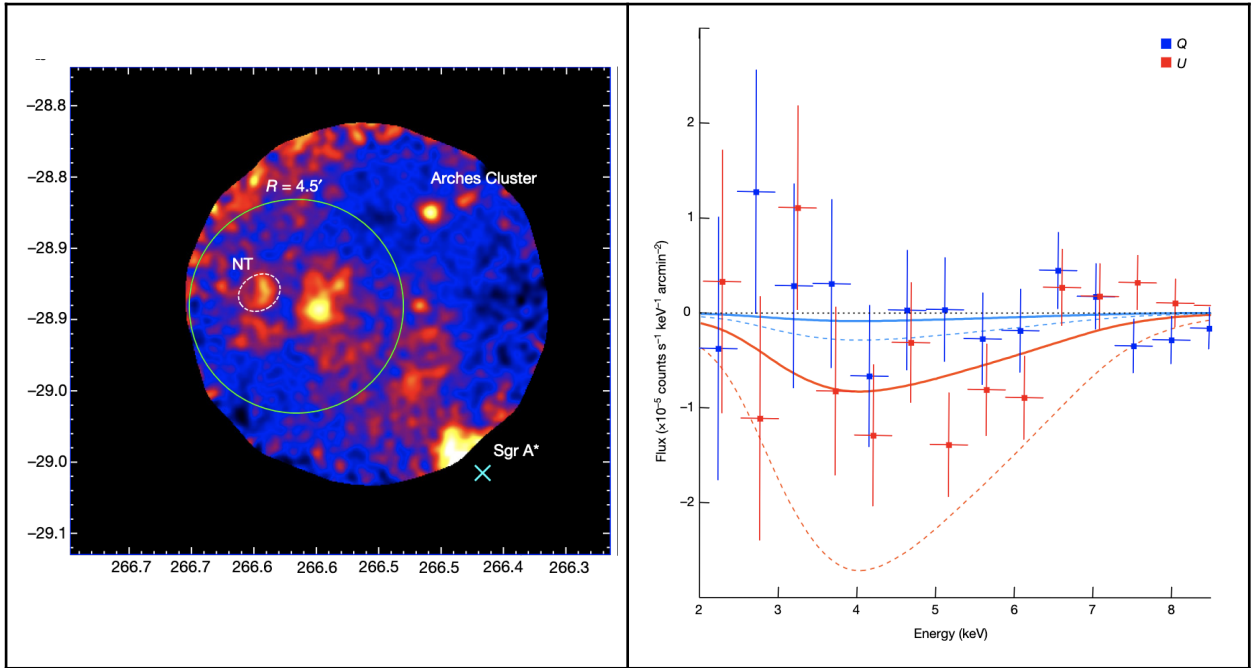 −28.8
−28.8
−28.9
−28.9
−29.0
−29.0
−29.1
266.7 266.7 266.6 266.6 266.5 266.5 266.4 266.3
R = 4.5′
Arches Cluster
NT
Sgr A*
Q
U
2
1
0
−1
−2
2 3 4 5 6 7 8
Flux (×10⁻⁵ counts s⁻¹ keV⁻¹ arcmin⁻²)
Energy (keV)